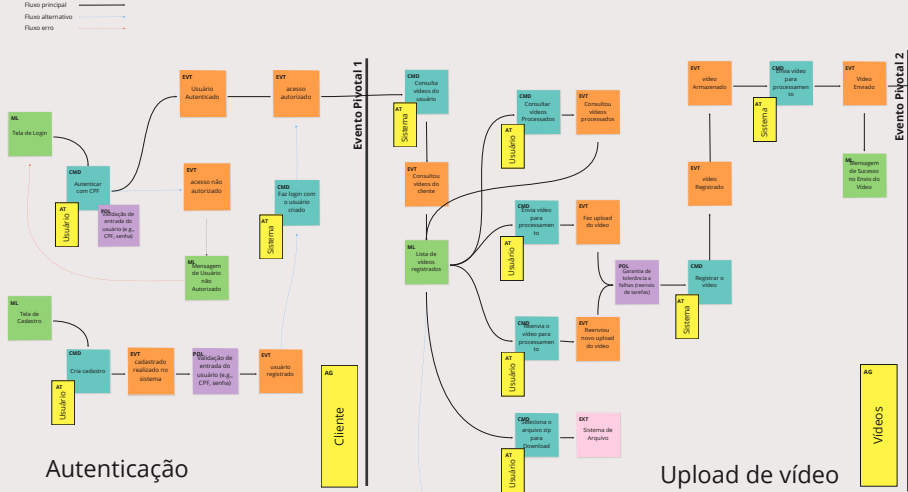 Fluxo principal
Fluxo alternativo
Fluxo erro
Evento Pivotal 1
Evento Pivotal 2
ML
Tela de Login
CMD
Autenticar
com CPF
AT
Usuário
POL
Validação de
entrada do
usuário (e.g.,
CPF, senha)
EVT
Usuário
Autenticado
EVT
acesso
autorizado
EVT
acesso não
autorizado
ML
Mensagem
de Usuário
não
Autorizado
CMD
Faz login com
o usuário
criado
AT
Sistema
ML
Tela de
Cadastro
CMD
Cria cadastro
AT
Usuário
EVT
cadastrado
realizado no
sistema
POL
Validação de
entrada do
usuário (e.g.,
CPF, senha)
EVT
usuário
registrado
AG
Cliente
Autenticação
CMD
Consulta
vídeos do
usuário
AT
Sistema
EVT
Consultou
vídeos do
cliente
ML
Lista de
vídeos
registrados
CMD
Consultar
vídeos
Processados
AT
Usuário
EVT
Consultou
vídeos
processados
CMD
Envia vídeo
para
processamen
to
AT
Usuário
EVT
Fez upload
do vídeo
CMD
Reenvia o
vídeo para
processamen
to
AT
Usuário
EVT
Reenviou
novo upload
do vídeo
CMD
Seleciona o
arquivo zip
para
Download
AT
Usuário
EXT
Sistema de
Arquivo
POL
Garantia de
tolerância a
falhas (reenvio
de tarefas)
CMD
Registrar o
vídeo
AT
Sistema
EVT
vídeo
Registrado
EVT
vídeo
Armazenado
CMD
Envia vídeo
para
processamen
to
AT
Sistema
EVT
Vídeo
Enviado
ML
Mensagem
de Sucesso
no Envio do
Vídeo
AG
Vídeos
Upload de vídeo